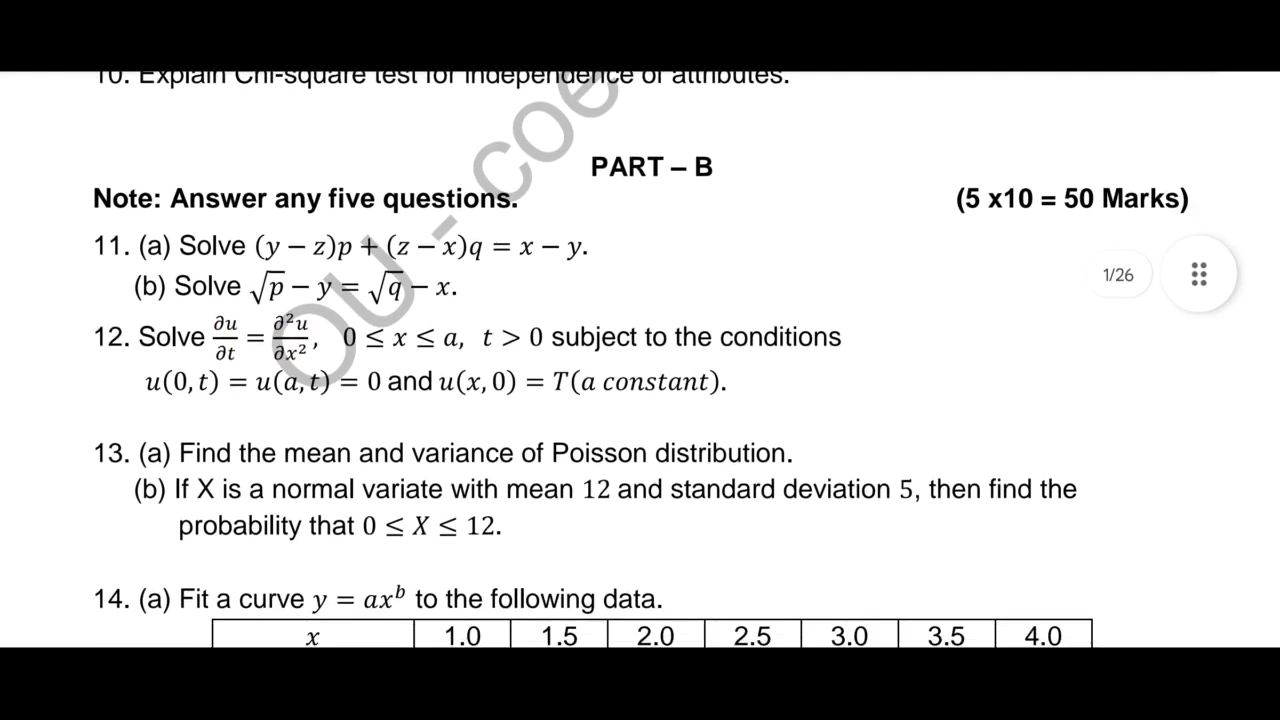 10. Explain Chi-square test for independence of attributes.
PART – B
Note: Answer any five questions. (5 x10 = 50 Marks)
11. (a) Solve (y − z)p + (z − x)q = x − y.
1/26
(b) Solve √p − y = √q − x.
12. Solve ∂u/∂t = ∂²u/∂x², 0 ≤ x ≤ a, t > 0 subject to the conditions
u(0, t) = u(a, t) = 0 and u(x, 0) = T(a constant).
13. (a) Find the mean and variance of Poisson distribution.
(b) If X is a normal variate with mean 12 and standard deviation 5, then find the
probability that 0 ≤ X ≤ 12.
14. (a) Fit a curve y = axᵇ to the following data.
x 1.0 1.5 2.0 2.5 3.0 3.5 4.0
OU - coe